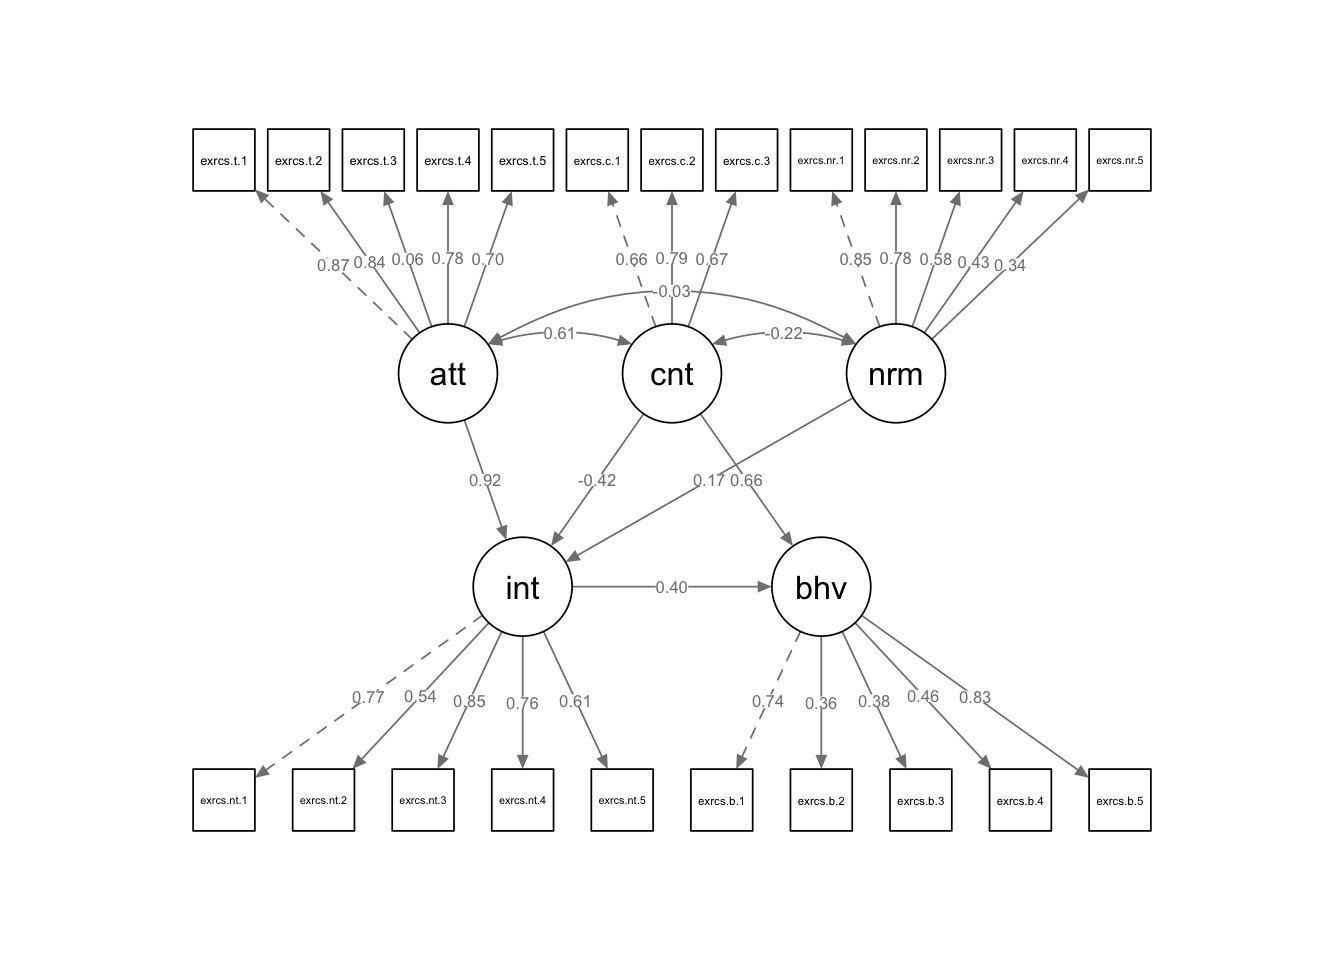 exrcs.t.1 exrcs.t.2 exrcs.t.3 exrcs.t.4 exrcs.t.5 exrcs.c.1 exrcs.c.2 exrcs.c.3 exrcs.nr.1 exrcs.nr.2 exrcs.nr.3 exrcs.nr.4 exrcs.nr.5
0.87 0.84 0.06 0.78 0.70 0.66 0.79 0.67 0.85 0.78 0.58 0.43 0.34
-0.03
0.61 -0.22
att cnt nrm
0.92 -0.42 0.17 0.66
int 0.40 bhv
0.77 0.54 0.85 0.76 0.61 0.74 0.36 0.38 0.46 0.83
exrcs.nt.1 exrcs.nt.2 exrcs.nt.3 exrcs.nt.4 exrcs.nt.5 exrcs.b.1 exrcs.b.2 exrcs.b.3 exrcs.b.4 exrcs.b.5